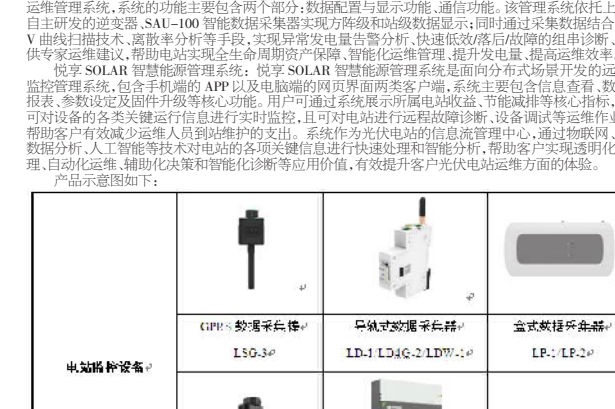 运维管理系统,系统的功能主要包含两个部分:数据配置与显示功能、通信功能。该管理系统依托上
自主研发的逆变器、SAU-100 智能数据采集器实现方阵级和站级数据显示;同时通过采集数据结合
V 曲线扫描技术、离散率分析等手段,实现异常发电量告警分析、快速低效/落后/故障的组串诊断、
供专家运维建议,帮助电站实现全生命周期资产保障、智能化运维管理、提升发电量、提高运维效率。
悦享 SOLAR 智慧能源管理系统: 悦享 SOLAR 智慧能源管理系统是面向分布式场景开发的远
监控管理系统,包含手机端的 APP 以及电脑端的网页界面两类客户端,系统主要包含信息查看、数
报表、参数设定及固件升级等核心功能。用户可通过系统展示所属电站收益、节能减排等核心指标,
可对设备的各类关键运行信息进行实时监控,且可对电站进行远程故障诊断、设备调试等运维作业
帮助客户有效减少运维人员到站维护的支出。系统作为光伏电站的信息流管理中心,通过物联网、
数据分析、人工智能等技术对电站的各项关键信息进行快速处理和智能分析,帮助客户实现透明化
理、自动化运维、辅助化决策和智能化诊断等应用价值,有效提升客户光伏电站运维方面的体验。
产品示意图如下:
GPRS 数据采集棒 导轨式数据采集器 盒式数据采集器
LSG-3 LD-1/LD4G-2/LDW-1 LP-1/LP-2
电站监控设备